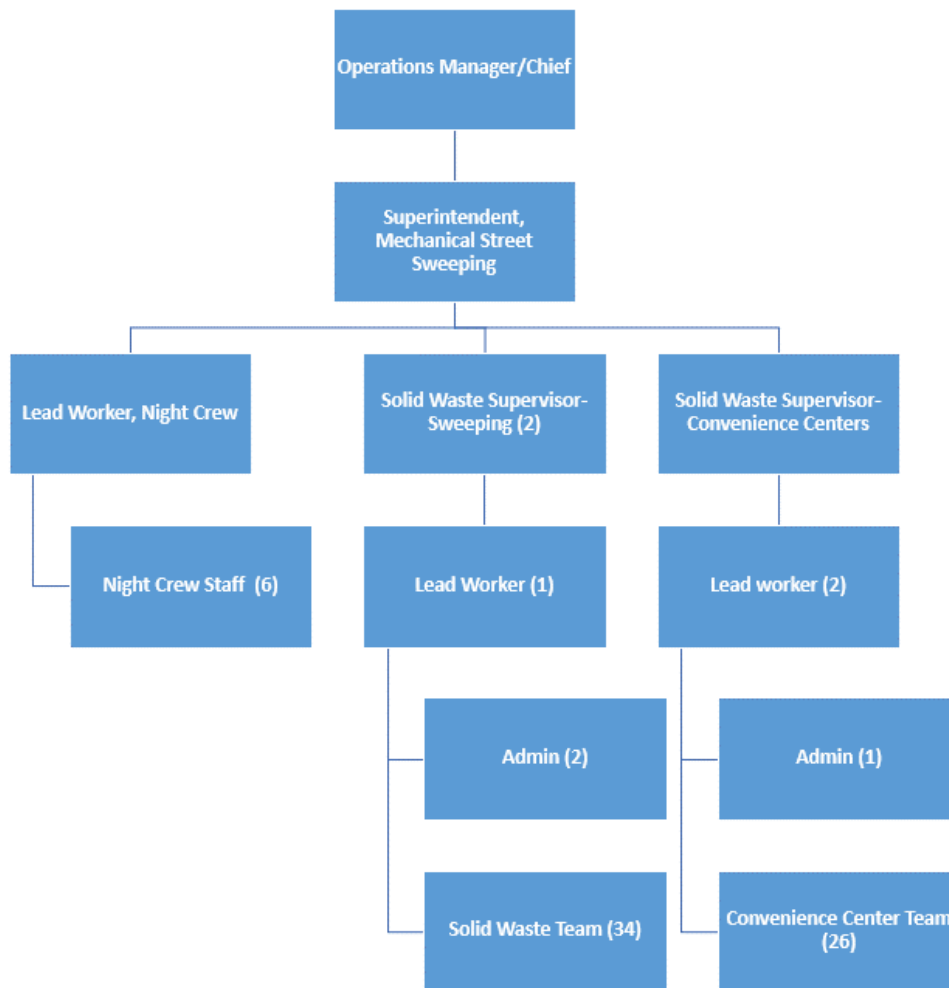 Operations Manager/Chief
Superintendent,
Mechanical Street
Sweeping
Lead Worker, Night Crew
Solid Waste Supervisor-
Sweeping (2)
Solid Waste Supervisor-
Convenience Centers
Night Crew Staff (6)
Lead Worker (1)
Lead worker (2)
Admin (2)
Admin (1)
Solid Waste Team (34)
Convenience Center Team
(26)